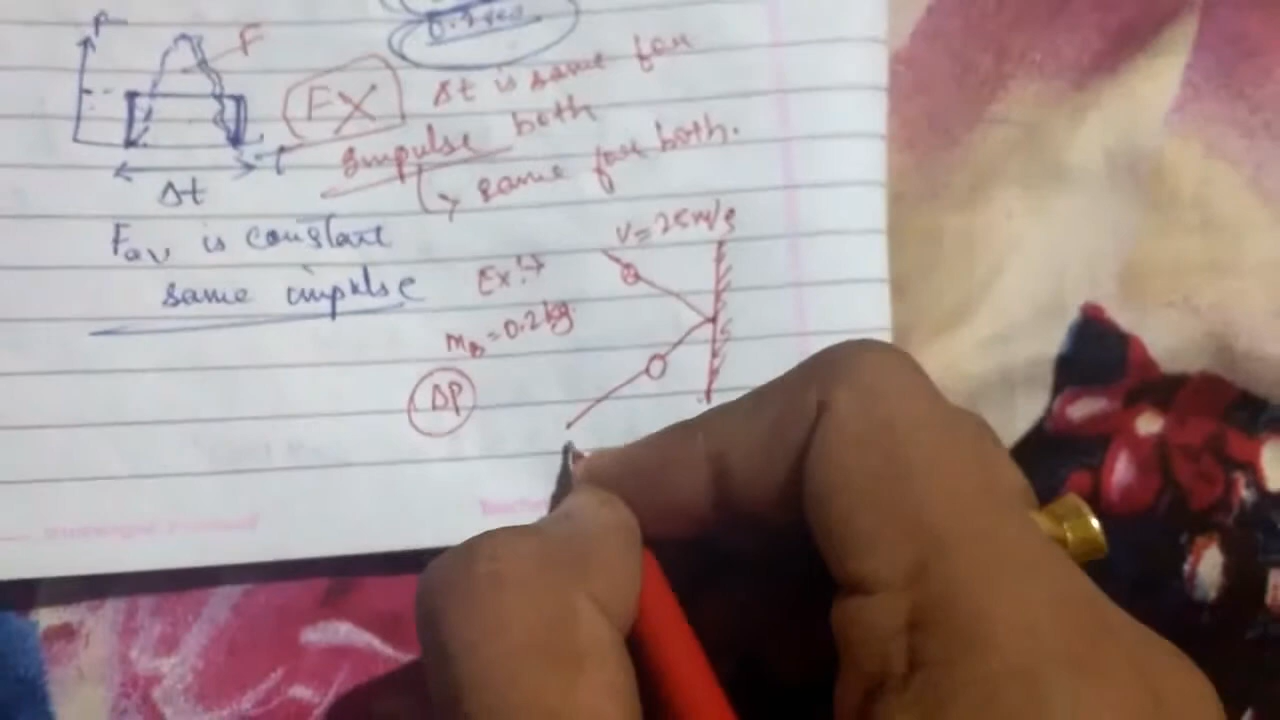 F
F
Δt
Fav is constant
same impulse
FX
Δt is same for
both
Impulse
same for both.
Ex:→
V = 25m/s
mB = 0.2kg.
ΔP